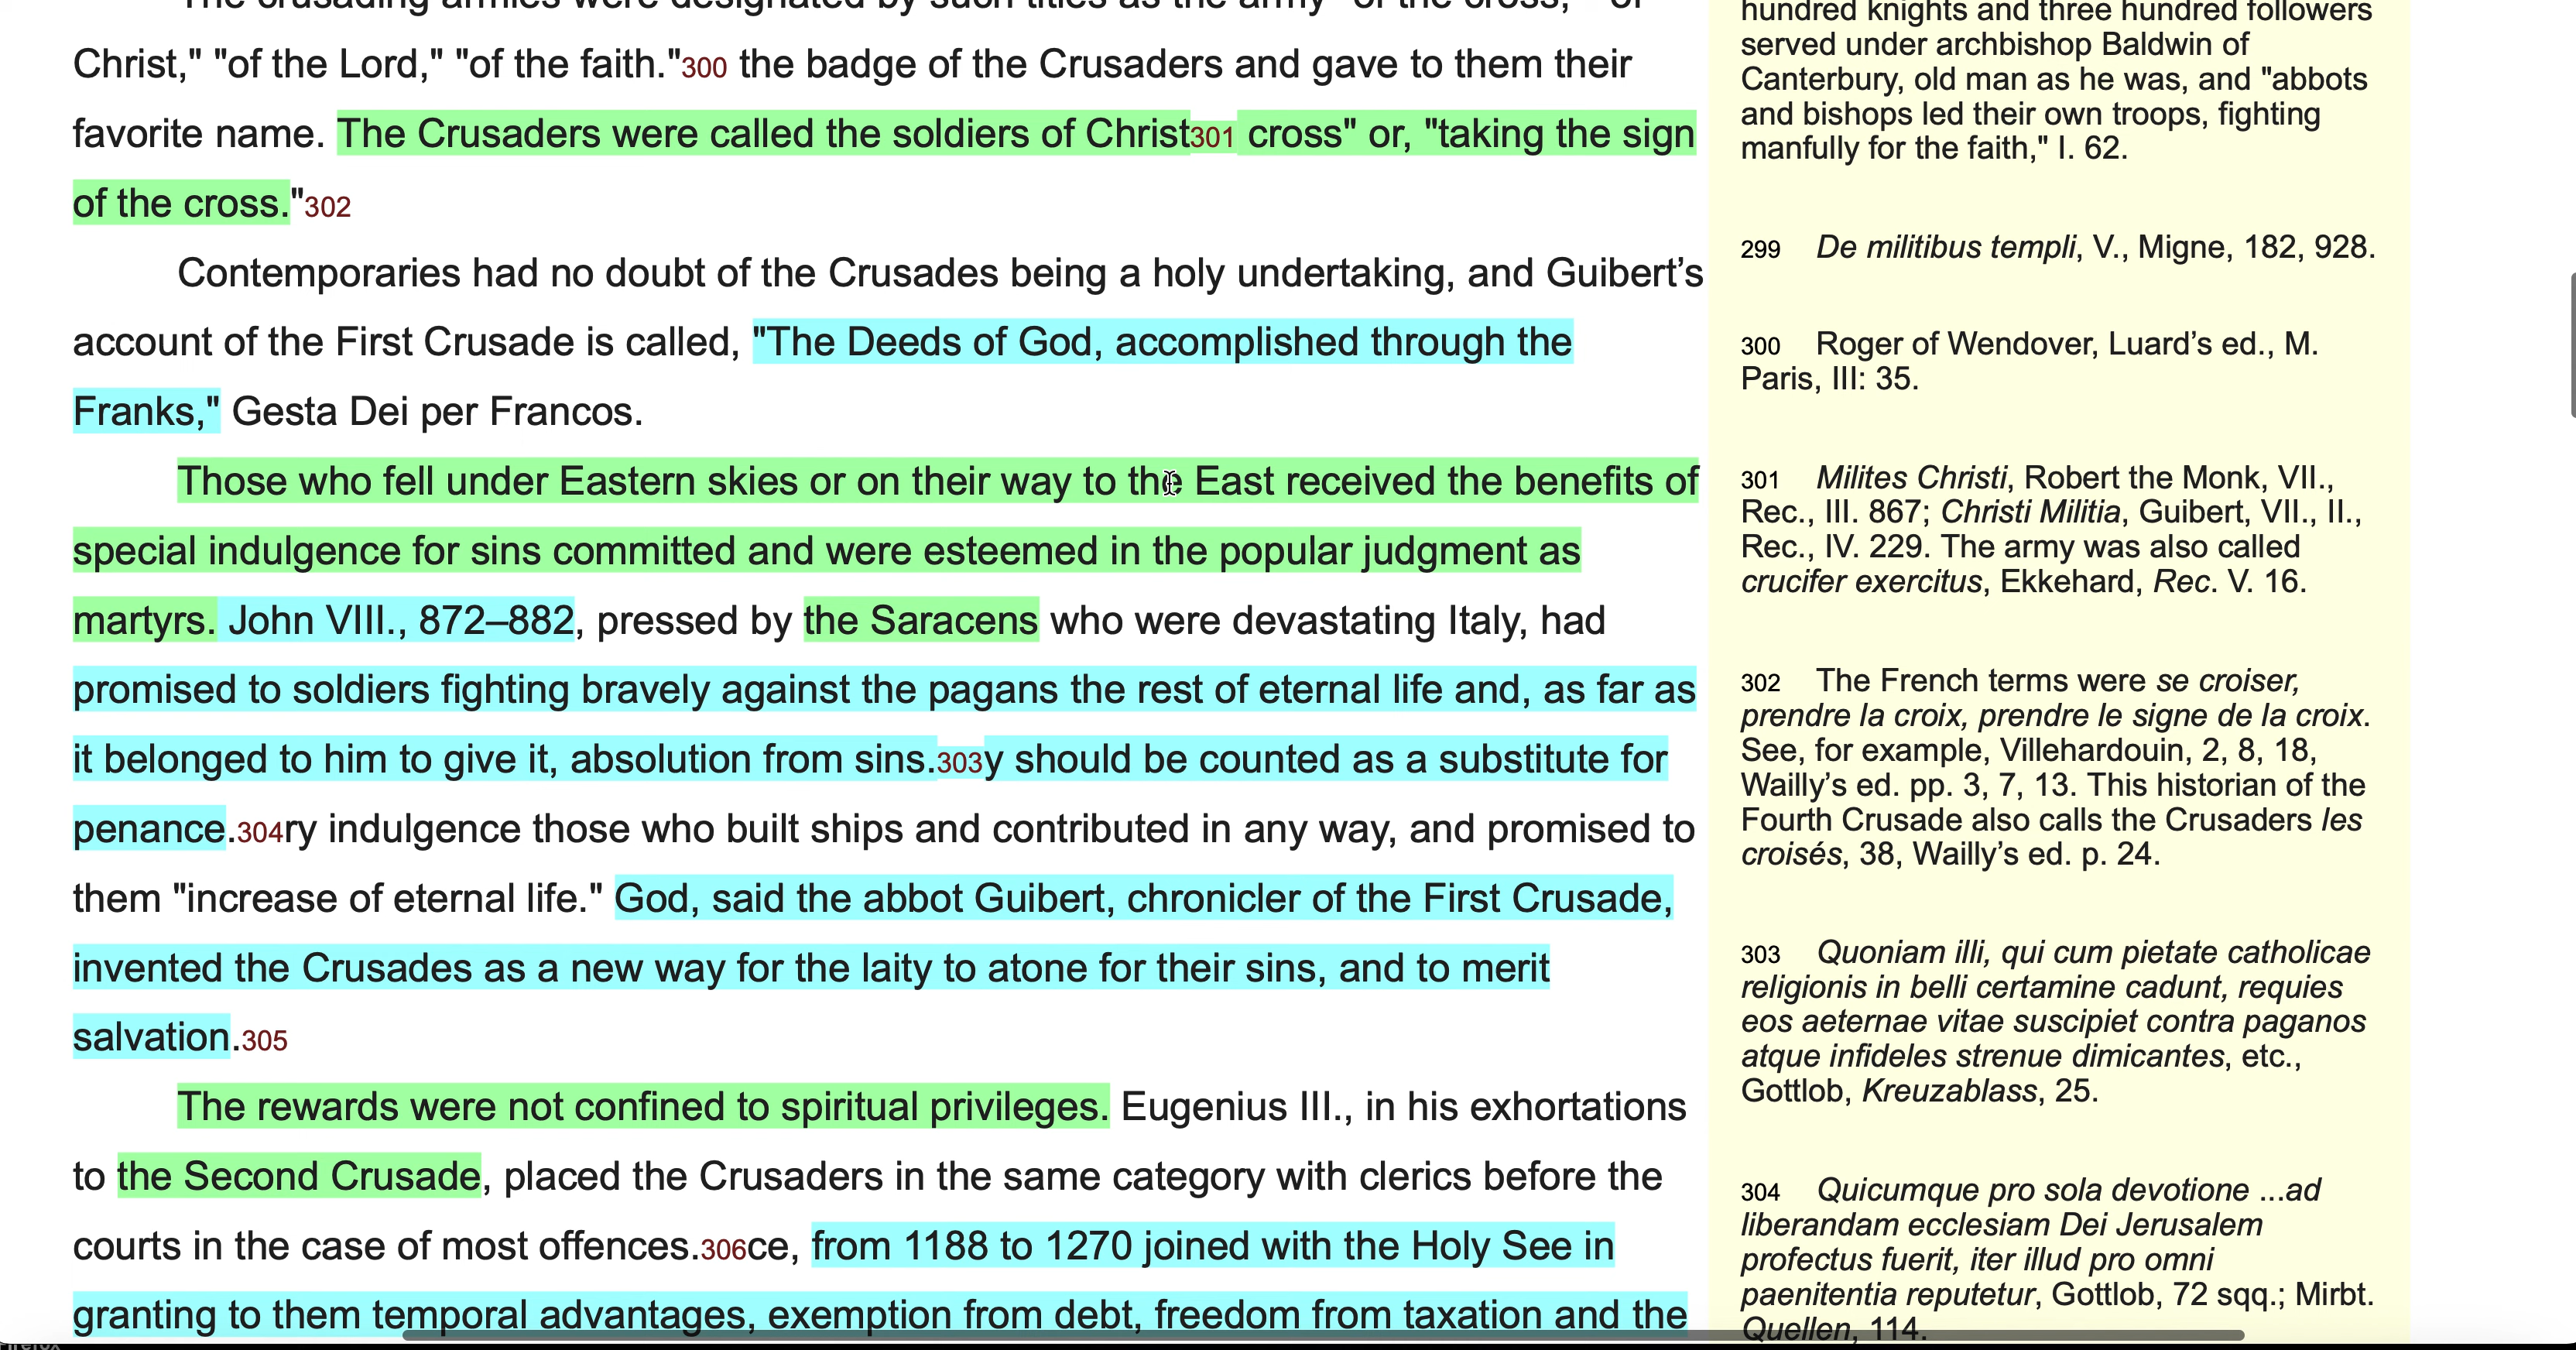 The crusading armies were designated by such titles as the army "of the cross," "of
Christ," "of the Lord," "of the faith."300 the badge of the Crusaders and gave to them their
favorite name. The Crusaders were called the soldiers of Christ301 cross" or, "taking the sign
of the cross."302
Contemporaries had no doubt of the Crusades being a holy undertaking, and Guibert’s
account of the First Crusade is called, "The Deeds of God, accomplished through the
Franks," Gesta Dei per Francos.
Those who fell under Eastern skies or on their way to the East received the benefits of
special indulgence for sins committed and were esteemed in the popular judgment as
martyrs. John VIII., 872–882, pressed by the Saracens who were devastating Italy, had
promised to soldiers fighting bravely against the pagans the rest of eternal life and, as far as
it belonged to him to give it, absolution from sins.303y should be counted as a substitute for
penance.304ry indulgence those who built ships and contributed in any way, and promised to
them "increase of eternal life." God, said the abbot Guibert, chronicler of the First Crusade,
invented the Crusades as a new way for the laity to atone for their sins, and to merit
salvation.305
The rewards were not confined to spiritual privileges. Eugenius III., in his exhortations
to the Second Crusade, placed the Crusaders in the same category with clerics before the
courts in the case of most offences.306ce, from 1188 to 1270 joined with the Holy See in
granting to them temporal advantages, exemption from debt, freedom from taxation and the
hundred knights and three hundred followers
served under archbishop Baldwin of
Canterbury, old man as he was, and "abbots
and bishops led their own troops, fighting
manfully for the faith," I. 62.
299 De militibus templi, V., Migne, 182, 928.
300 Roger of Wendover, Luard’s ed., M.
Paris, III: 35.
301 Milites Christi, Robert the Monk, VII.,
Rec., III. 867; Christi Militia, Guibert, VII., II.,
Rec., IV. 229. The army was also called
crucifer exercitus, Ekkehard, Rec. V. 16.
302 The French terms were se croiser,
prendre la croix, prendre le signe de la croix.
See, for example, Villehardouin, 2, 8, 18,
Wailly’s ed. pp. 3, 7, 13. This historian of the
Fourth Crusade also calls the Crusaders les
croisés, 38, Wailly’s ed. p. 24.
303 Quoniam illi, qui cum pietate catholicae
religionis in belli certamine cadunt, requies
eos aeternae vitae suscipiet contra paganos
atque infideles strenue dimicantes, etc.,
Gottlob, Kreuzablass, 25.
304 Quicumque pro sola devotione ...ad
liberandam ecclesiam Dei Jerusalem
profectus fuerit, iter illud pro omni
paenitentia reputetur, Gottlob, 72 sqq.; Mirbt.
Quellen, 114.